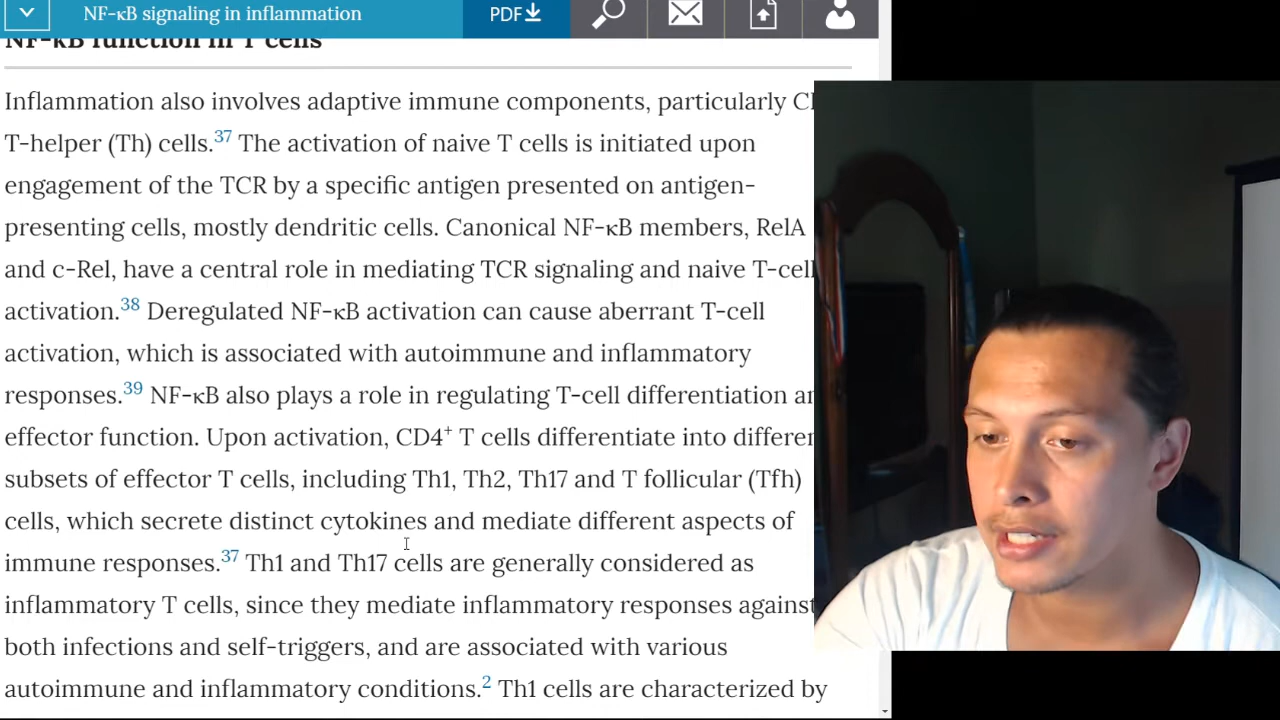 NF-κB signaling in inflammation
PDF
NF-κB function in T cells
Inflammation also involves adaptive immune components, particularly
T-helper (Th) cells.37 The activation of naive T cells is initiated upon
engagement of the TCR by a specific antigen presented on antigen-
presenting cells, mostly dendritic cells. Canonical NF-κB members, RelA
and c-Rel, have a central role in mediating TCR signaling and naive T-cell
activation.38 Deregulated NF-κB activation can cause aberrant T-cell
activation, which is associated with autoimmune and inflammatory
responses.39 NF-κB also plays a role in regulating T-cell differentiation
effector function. Upon activation, CD4+ T cells differentiate into
subsets of effector T cells, including Th1, Th2, Th17 and T follicular (Tfh)
cells, which secrete distinct cytokines and mediate different aspects of
immune responses.37 Th1 and Th17 cells are generally considered as
inflammatory T cells, since they mediate inflammatory responses against
both infections and self-triggers, and are associated with various
autoimmune and inflammatory conditions.2 Th1 cells are characterized by